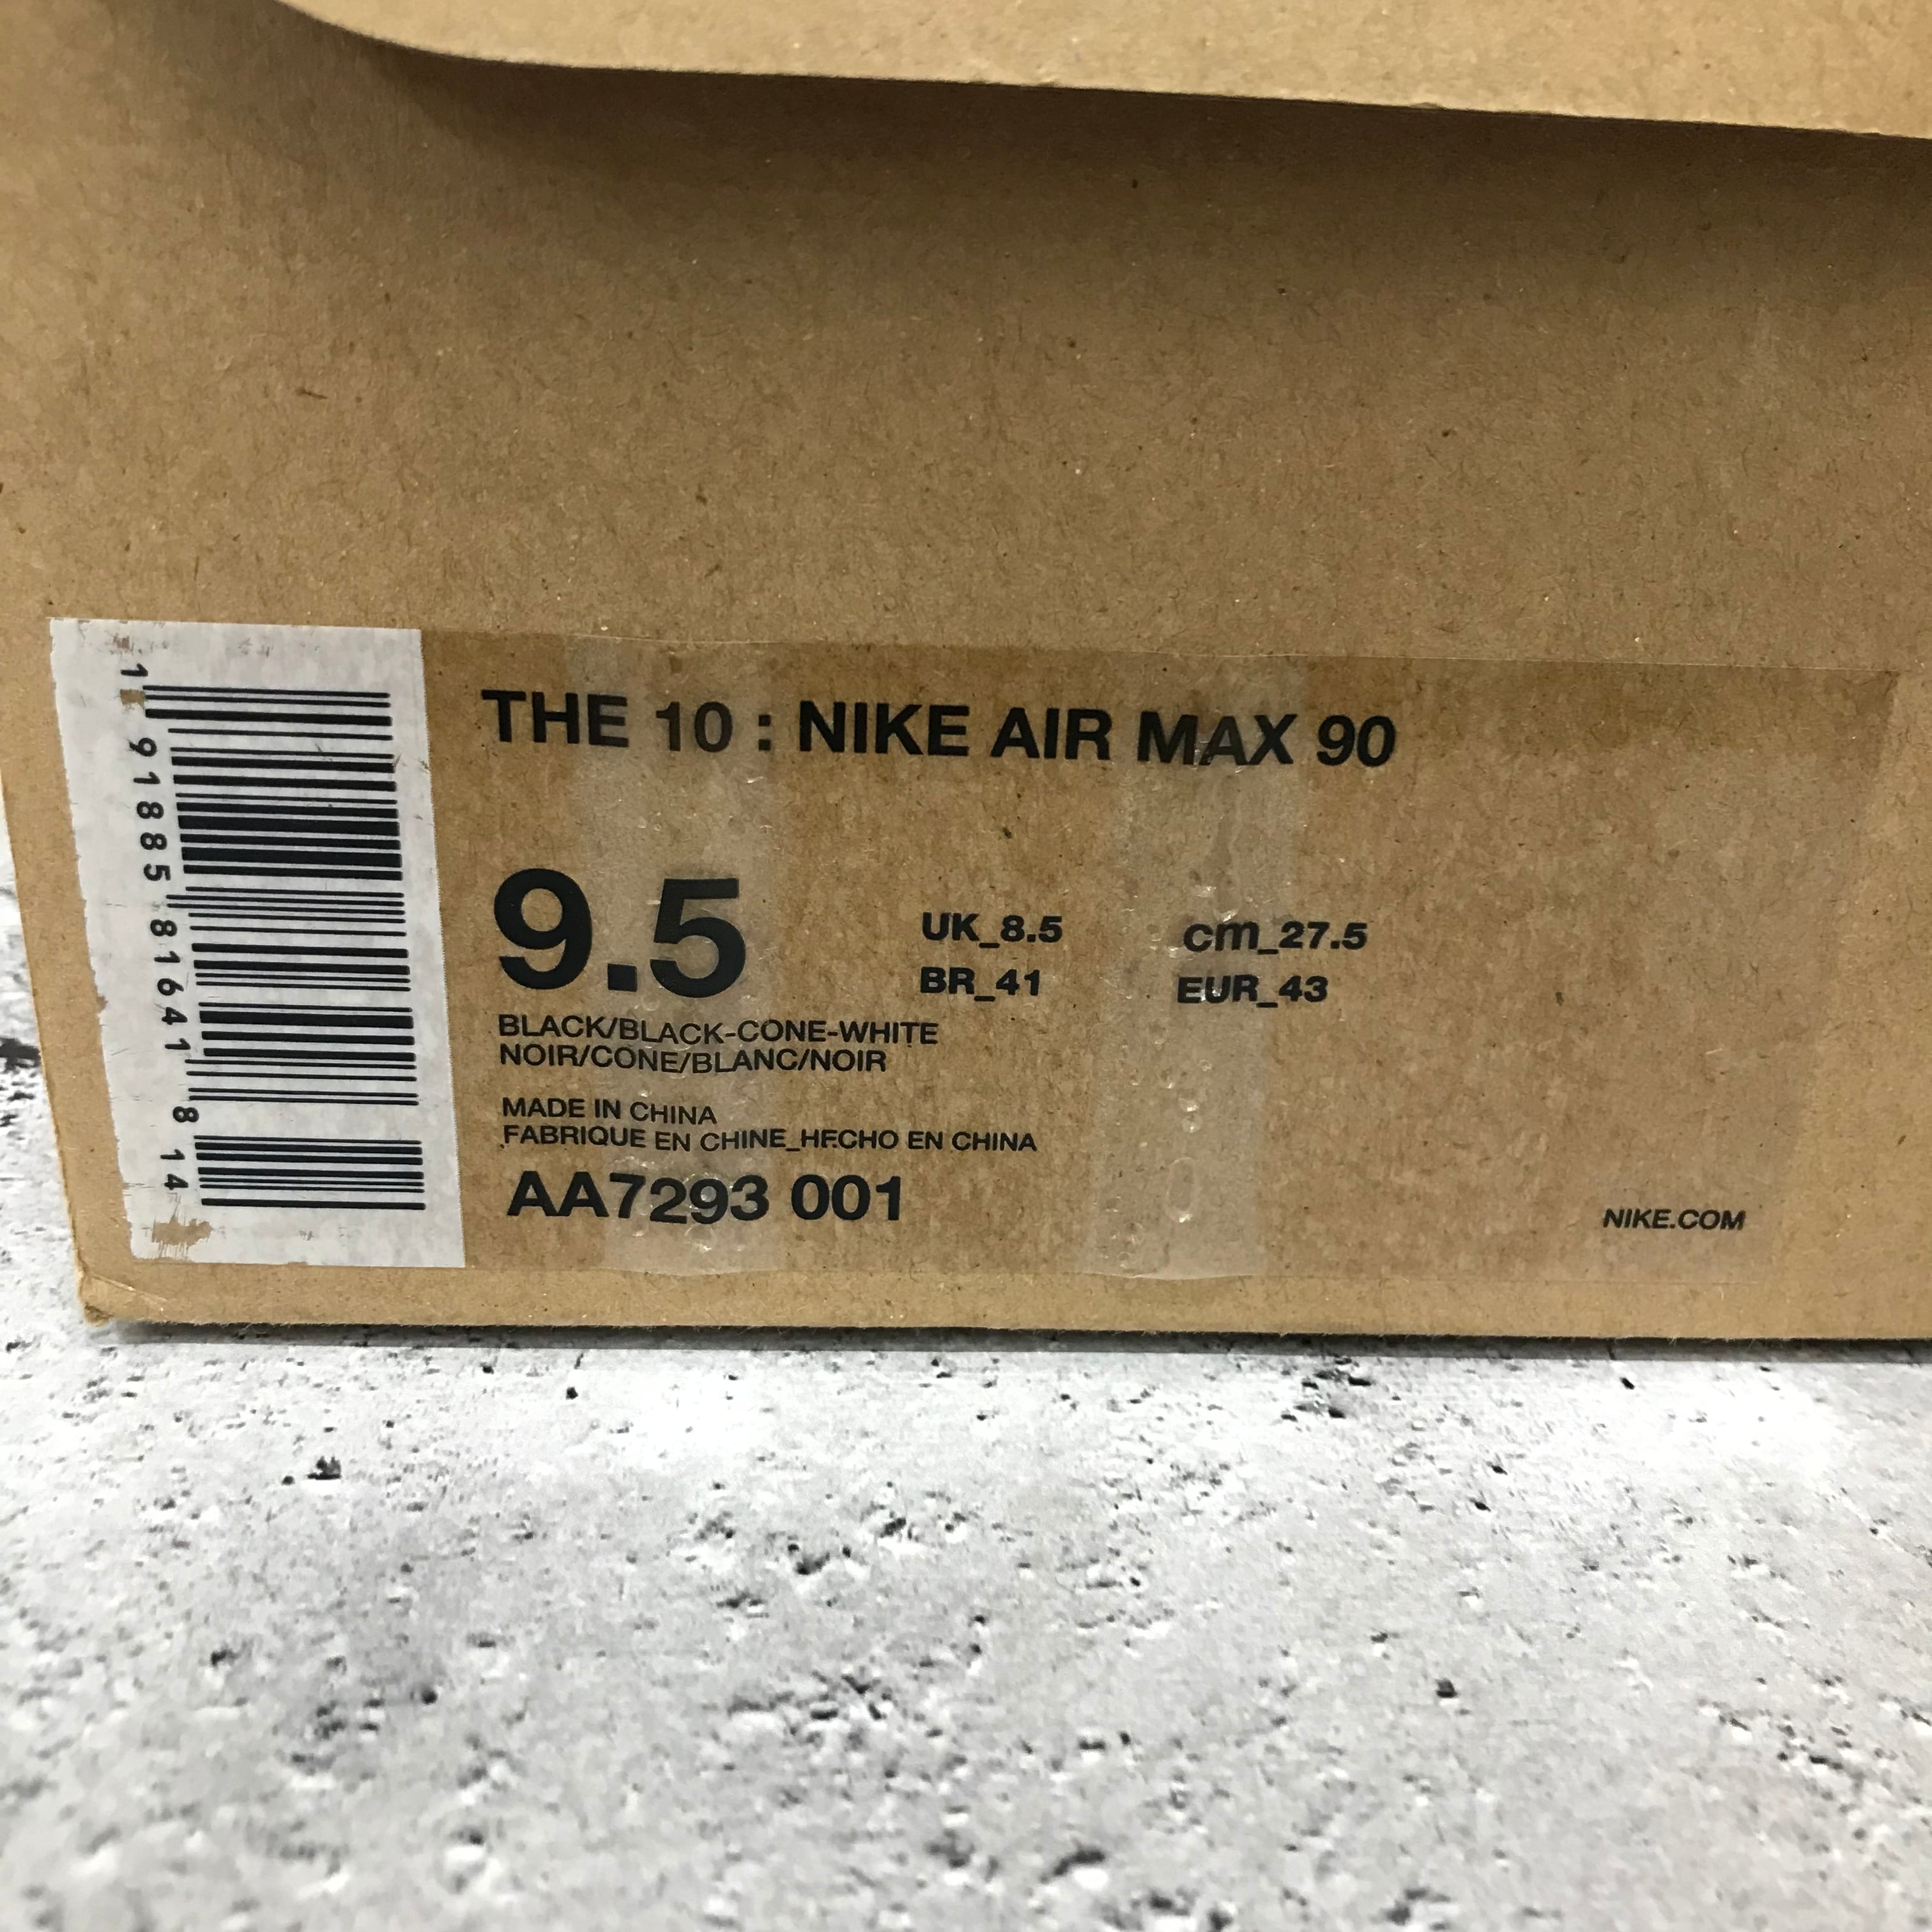 THE 10 : NIKE AIR MAX 90
9.5
UK_8.5
cm_27.5
BR_41
EUR_43
BLACK/BLACK-CONE-WHITE
NOIR/CONE/BLANC/NOIR
MADE IN CHINA
FABRIQUE EN CHINE_HECHO EN CHINA
AA7293 001
NIKE.COM
1 91885 81641 8 14